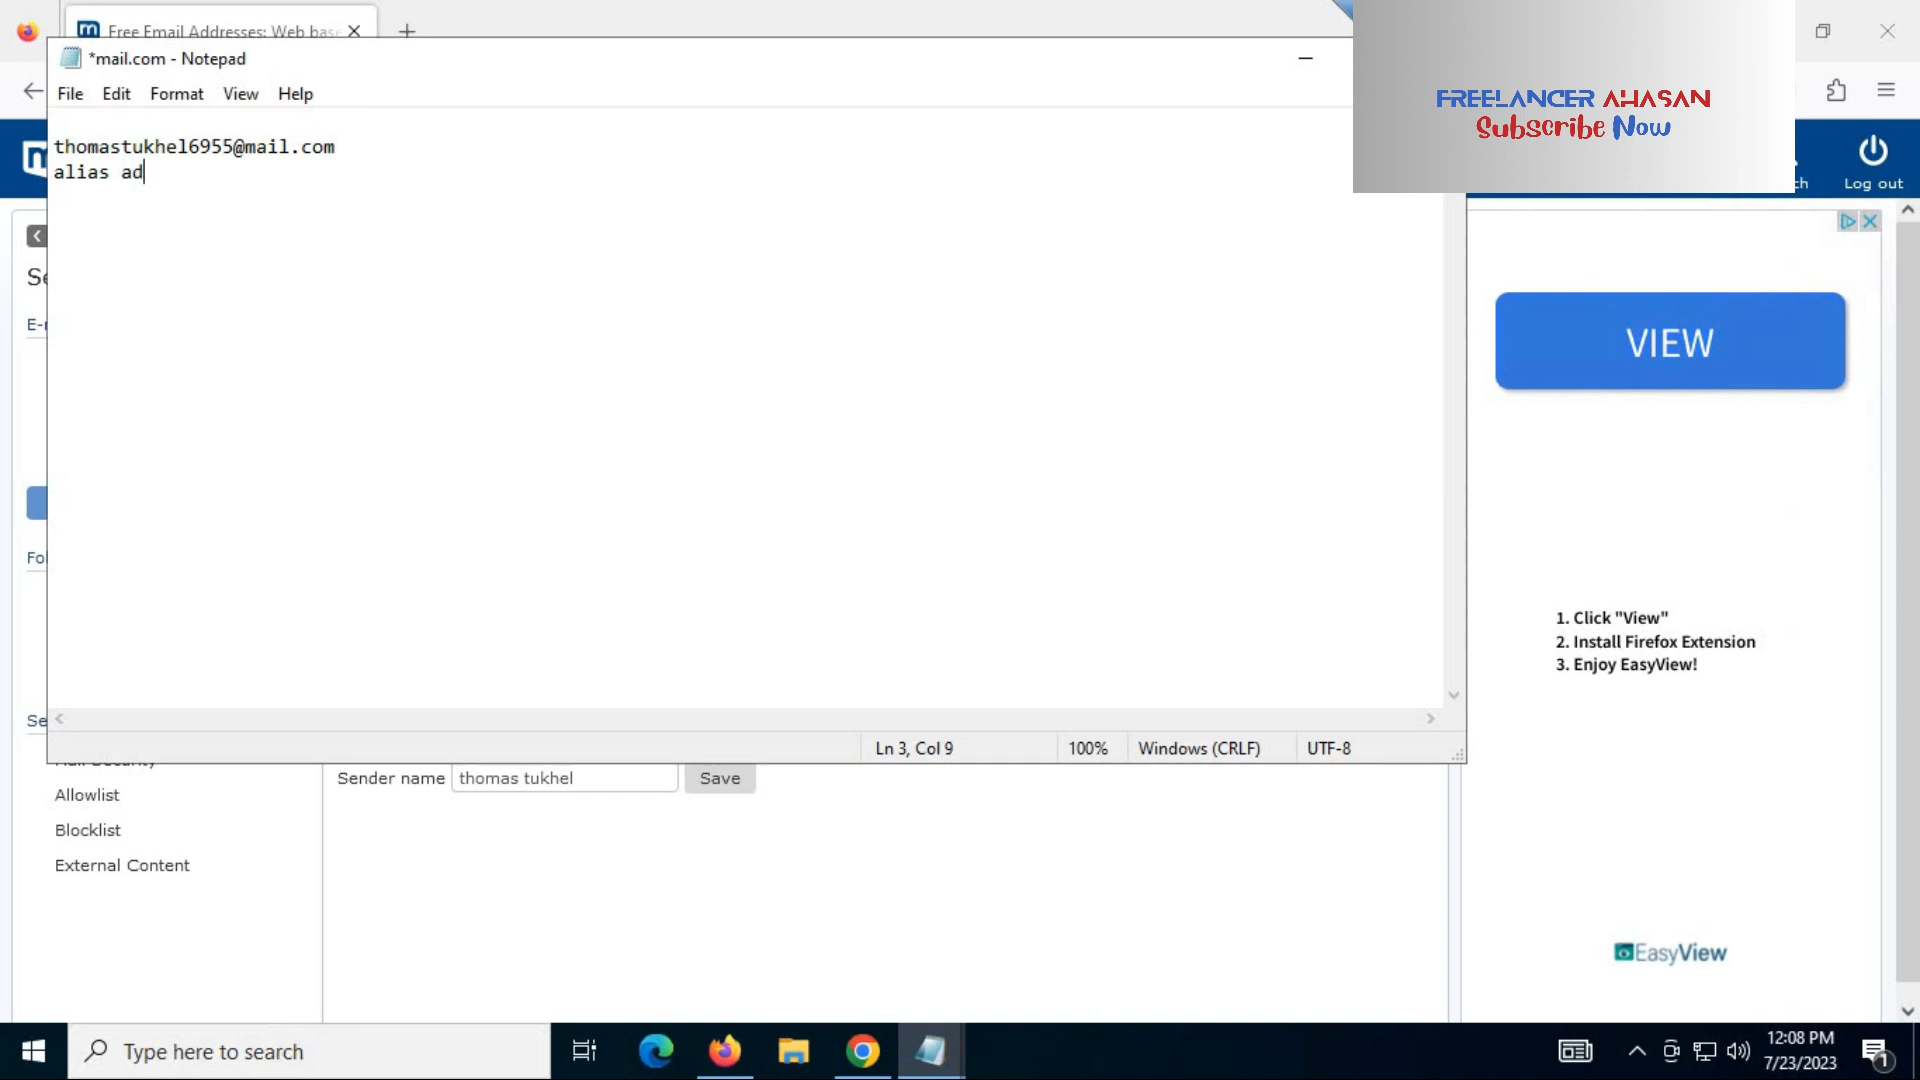 Free Email Addresses: Web base
*mail.com - Notepad
File Edit Format View Help
thomastukhel6955@mail.com
alias ad
FREELANCER AHASAN
Subscribe Now
Log out
VIEW
1. Click "View"
2. Install Firefox Extension
3. Enjoy EasyView!
Ln 3, Col 9 100% Windows (CRLF) UTF-8
Sender name thomas tukhel Save
Allowlist
Blocklist
External Content
EasyView
Type here to search
12:08 PM
7/23/2023
1